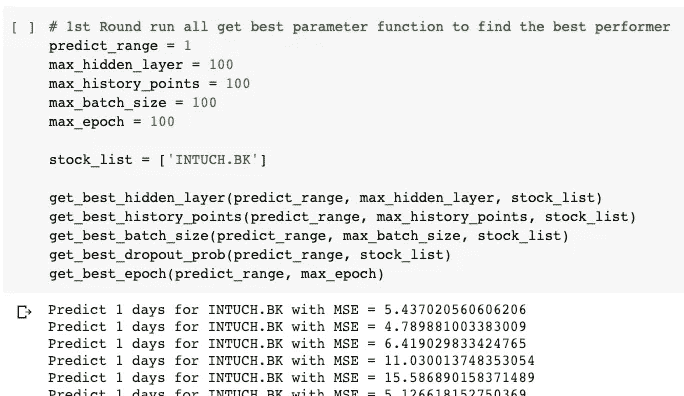 [ ] # 1st Round run all get best parameter function to find the best performer
predict_range = 1
max_hidden_layer = 100
max_history_points = 100
max_batch_size = 100
max_epoch = 100
stock_list = ['INTUCH.BK']
get_best_hidden_layer(predict_range, max_hidden_layer, stock_list)
get_best_history_points(predict_range, max_history_points, stock_list)
get_best_batch_size(predict_range, max_batch_size, stock_list)
get_best_dropout_prob(predict_range, stock_list)
get_best_epoch(predict_range, max_epoch)
Predict 1 days for INTUCH.BK with MSE = 5.437020560606206
Predict 1 days for INTUCH.BK with MSE = 4.789881003383009
Predict 1 days for INTUCH.BK with MSE = 6.419029833424765
Predict 1 days for INTUCH.BK with MSE = 11.030013748353054
Predict 1 days for INTUCH.BK with MSE = 15.586890158371489
Predict 1 days for INTUCH.BK with MSE = 5.126618152750369